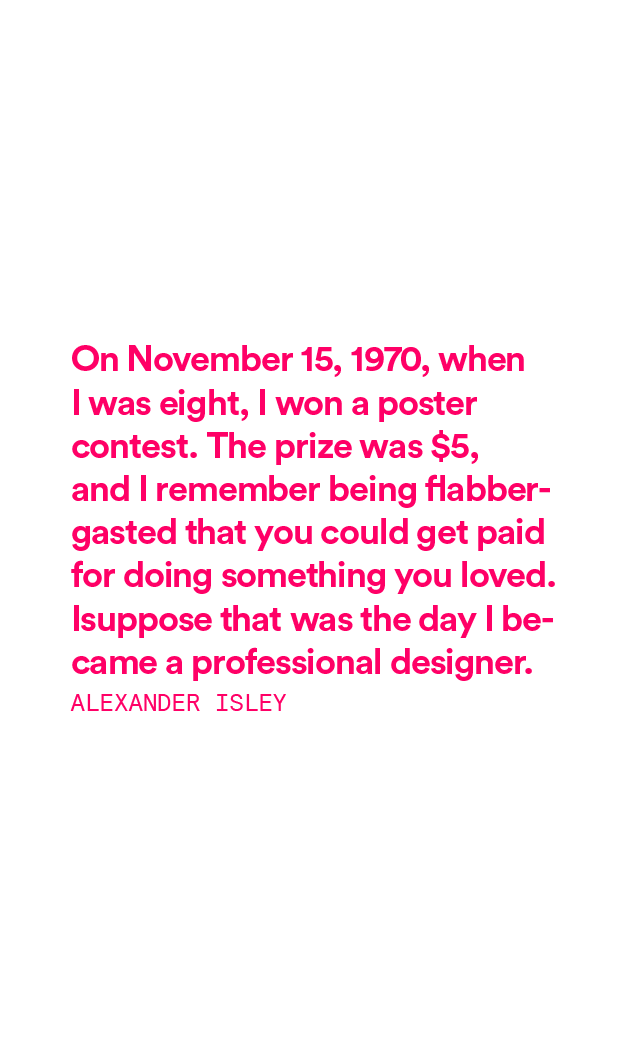 On November 15, 1970, when
I was eight, I won a poster
contest. The prize was $5,
and I remember being flabber-
gasted that you could get paid
for doing something you loved.
Isuppose that was the day I be-
came a professional designer.
ALEXANDER ISLEY